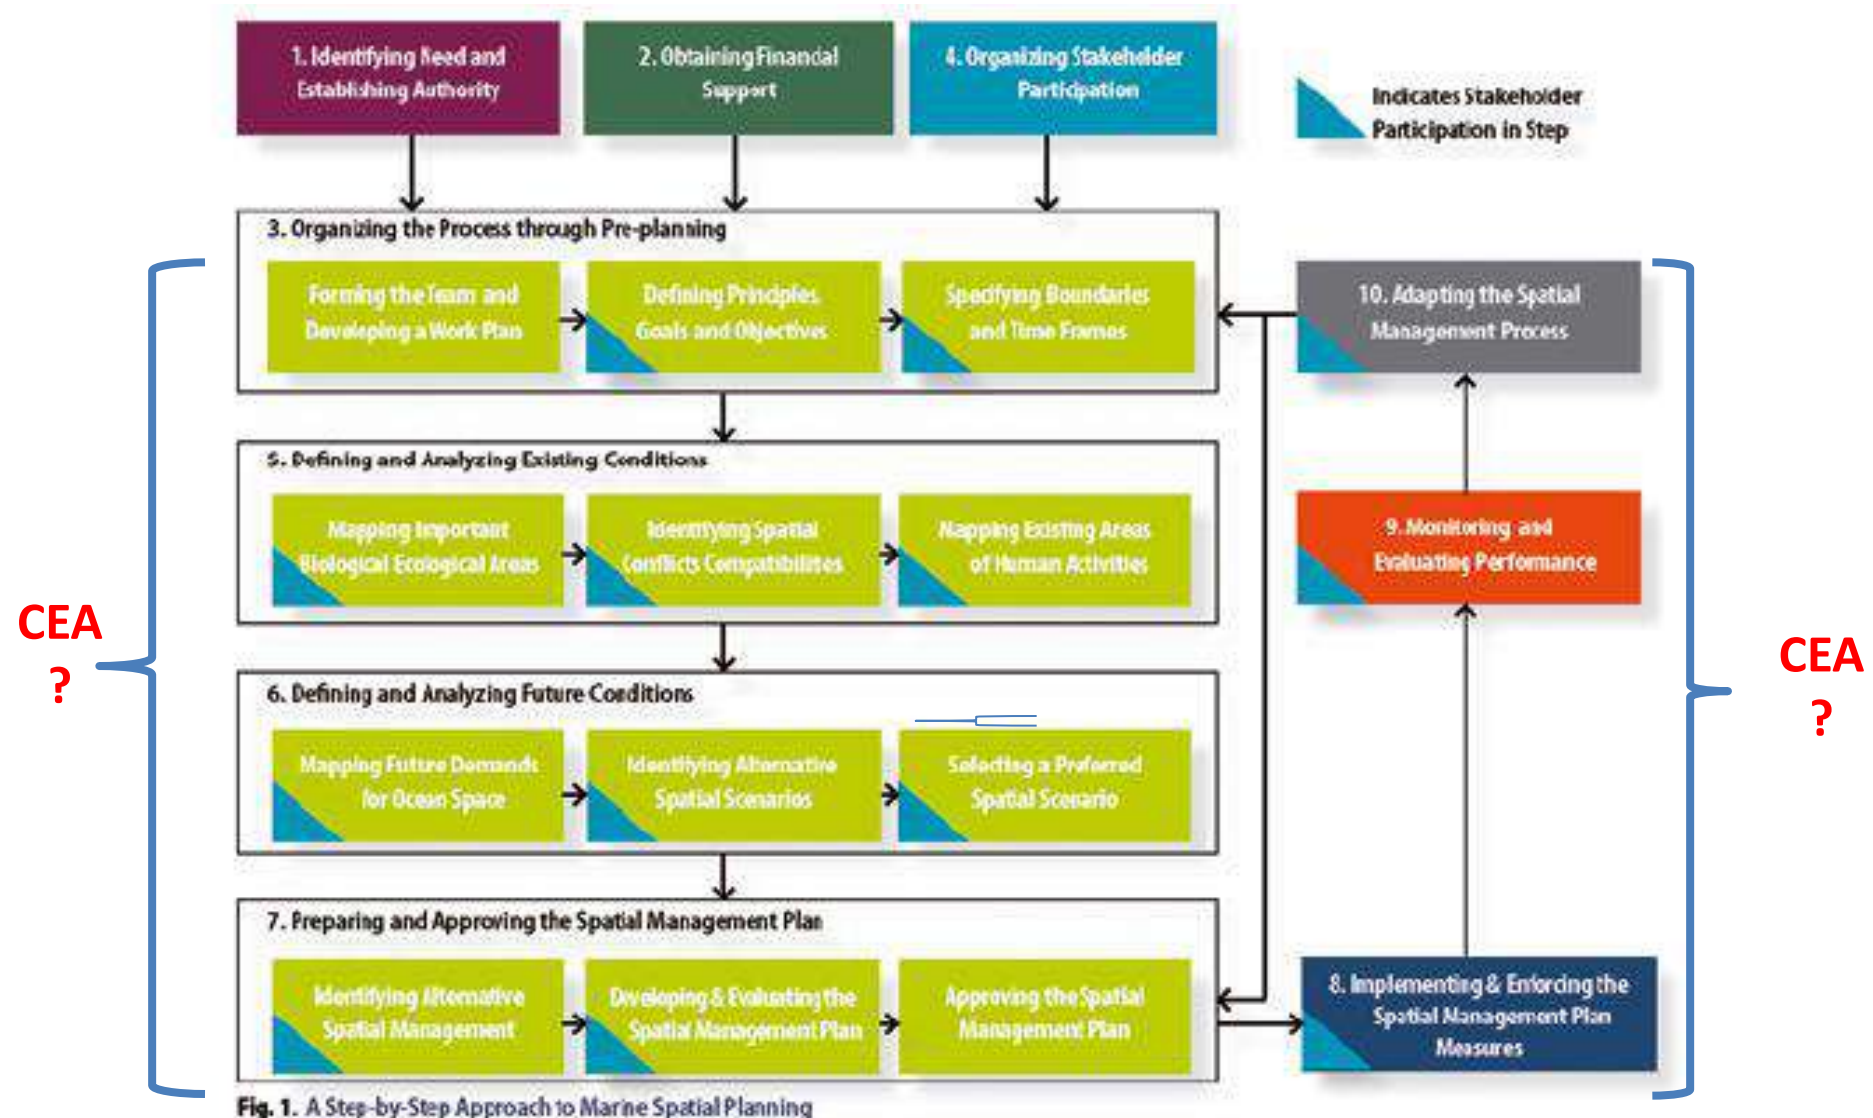 1. Identifying Need and
Establishing Authority
2. Obtaining Financial
Support
4. Organizing Stakeholder
Participation
Indicates Stakeholder
Participation in Step
3. Organizing the Process through Pre-planning
Forming the Team and
Developing a Work Plan
Defining Principles,
Goals and Objectives
Specifying Boundaries
and Time Frames
10. Adapting the Spatial
Management Process
5. Defining and Analyzing Existing Conditions
Mapping Important
Biological Ecological Areas
Identifying Spatial
Conflicts Compatibilites
Mapping Existing Areas
of Human Activities
9. Monitoring and
Evaluating Performance
CEA
?
CEA
?
6. Defining and Analyzing Future Conditions
Mapping Future Demands
for Ocean Space
Identifying Alternative
Spatial Scenarios
Selecting a Preferred
Spatial Scenario
7. Preparing and Approving the Spatial Management Plan
Identifying Alternative
Spatial Management
Developing & Evaluating the
Spatial Management Plan
Approving the Spatial
Management Plan
8. Implementing & Enforcing the
Spatial Management Plan
Measures
Fig. 1. A Step-by-Step Approach to Marine Spatial Planning